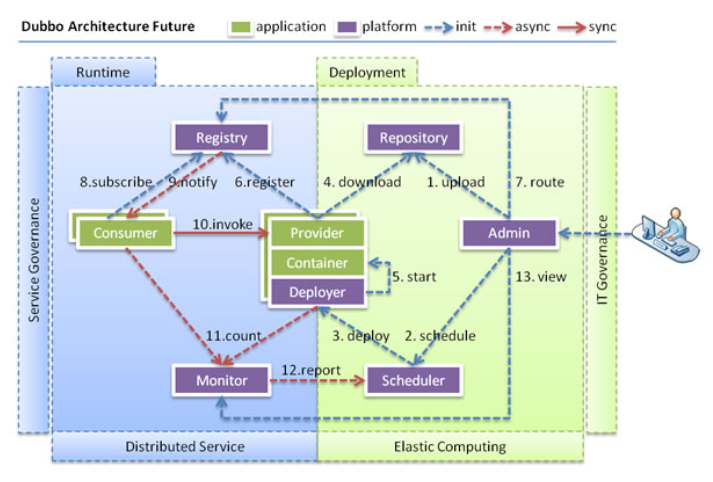 Dubbo Architecture Future
application
platform
init
async
sync
Runtime
Deployment
Service Governance
IT Governance
Registry
Repository
8.subscribe
9.notify
6.register
4. download
1. upload
7. route
Consumer
10.invoke
Provider
Container
Deployer
Admin
5. start
13. view
11.count
3. deploy
2. schedule
Monitor
12.report
Scheduler
Distributed Service
Elastic Computing